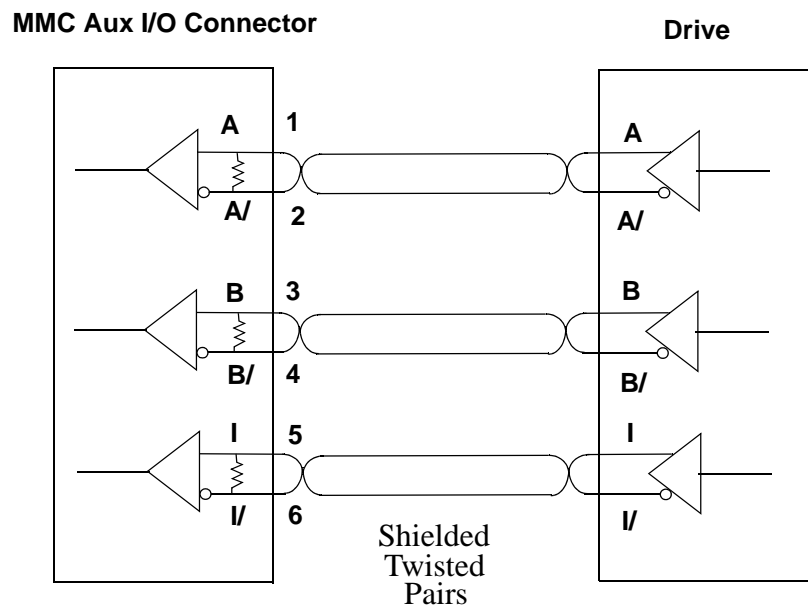 MMC Aux I/O Connector
Drive
A 1 A
A/ 2 A/
B 3 B
B/ 4 B/
I 5 I
I/ 6 I/
Shielded
Twisted
Pairs